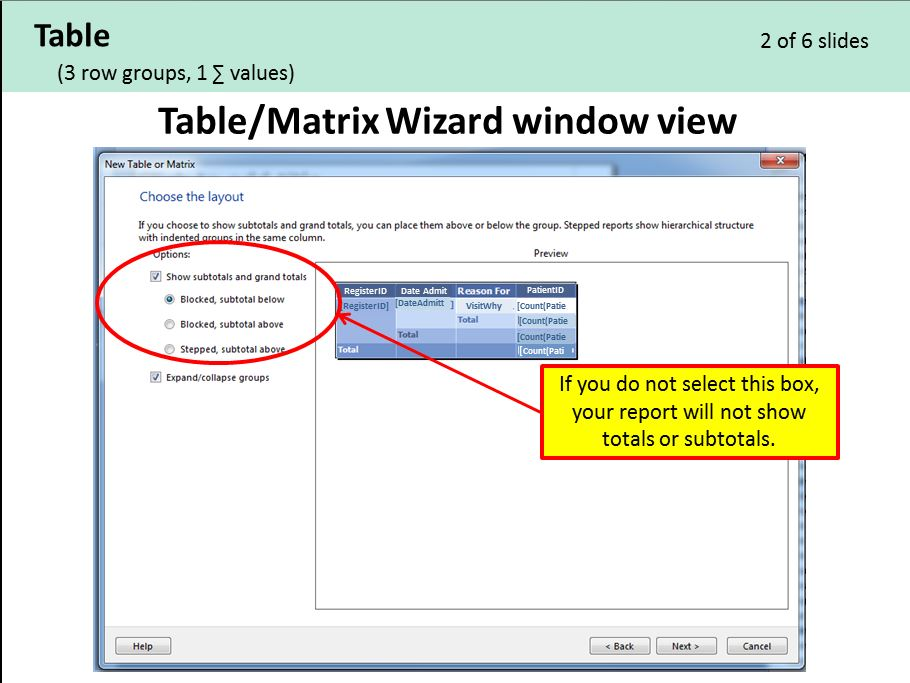 Table
2 of 6 slides
(3 row groups, 1 ∑ values)
Table/Matrix Wizard window view
New Table or Matrix
Choose the layout
If you choose to show subtotals and grand totals, you can place them above or below the group. Stepped reports show hierarchical structure
with indented groups in the same column.
Options:
Preview
Show subtotals and grand totals
Blocked, subtotal below
Blocked, subtotal above
Stepped, subtotal above
Expand/collapse groups
RegisterID Date Admit Reason For PatientID
RegisterID] [DateAdmitt ] VisitWhy [Count(Patie
Total [Count(Patie
Total [Count(Patie
Total [Count(Pati
If you do not select this box,
your report will not show
totals or subtotals.
Help
< Back Next > Cancel